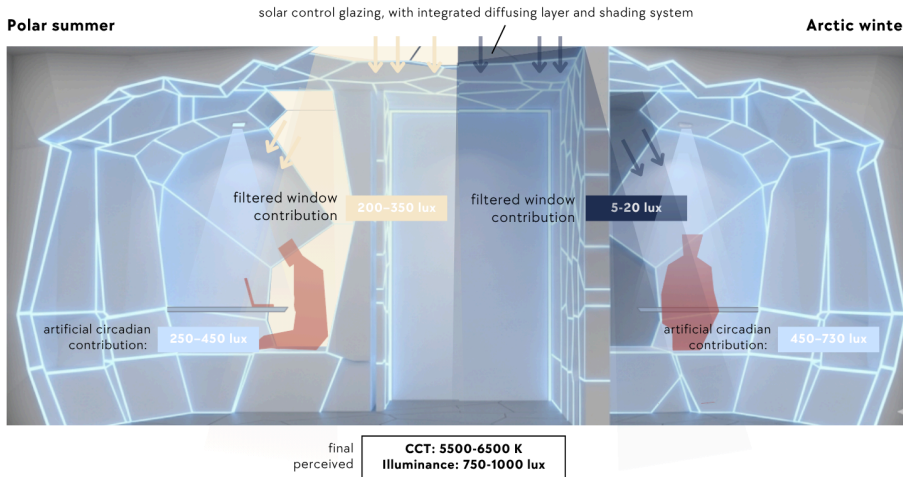 solar control glazing, with integrated diffusing layer and shading system
Polar summer
Arctic winte
filtered window
contribution
200-350 lux
filtered window
contribution
5-20 lux
artificial circadian
contribution:
250-450 lux
artificial circadian
contribution:
450-730 lux
final
perceived
CCT: 5500-6500 K
Illuminance: 750-1000 lux